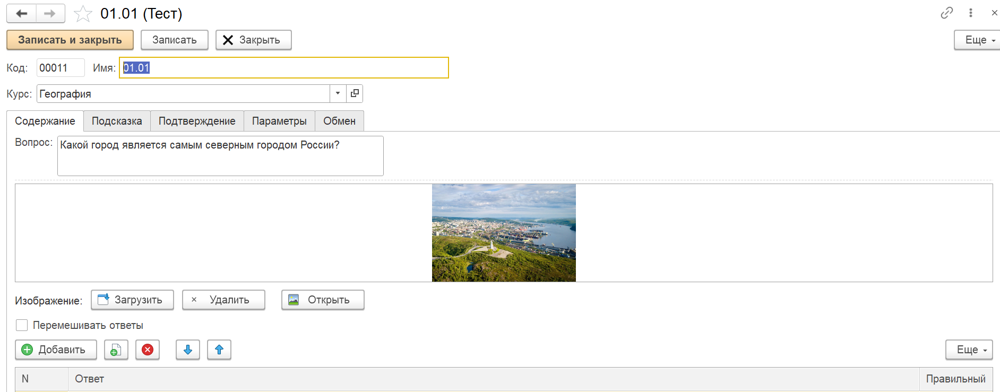 01.01 (Тест)
Записать и закрыть
Записать
Закрыть
Еще
Код: 00011 Имя: 01.01
Курс: География
Содержание Подсказка Подтверждение Параметры Обмен
Вопрос: Какой город является самым северным городом России?
Изображение: Загрузить Удалить Открыть
Перемешивать ответы
Добавить
Еще
N Ответ Правильный